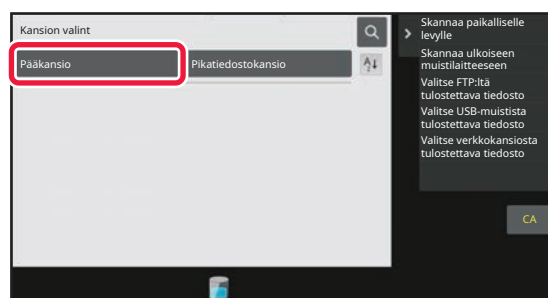 Kansion valint
Pääkansio
Pikatiedostokansio
Skannaa paikalliselle
levylle
Skannaa ulkoiseen
muistilaitteeseen
Valitse FTP:ltä
tulostettava tiedosto
Valitse USB-muistista
tulostettava tiedosto
Valitse verkkokansiosta
tulostettava tiedosto
CA